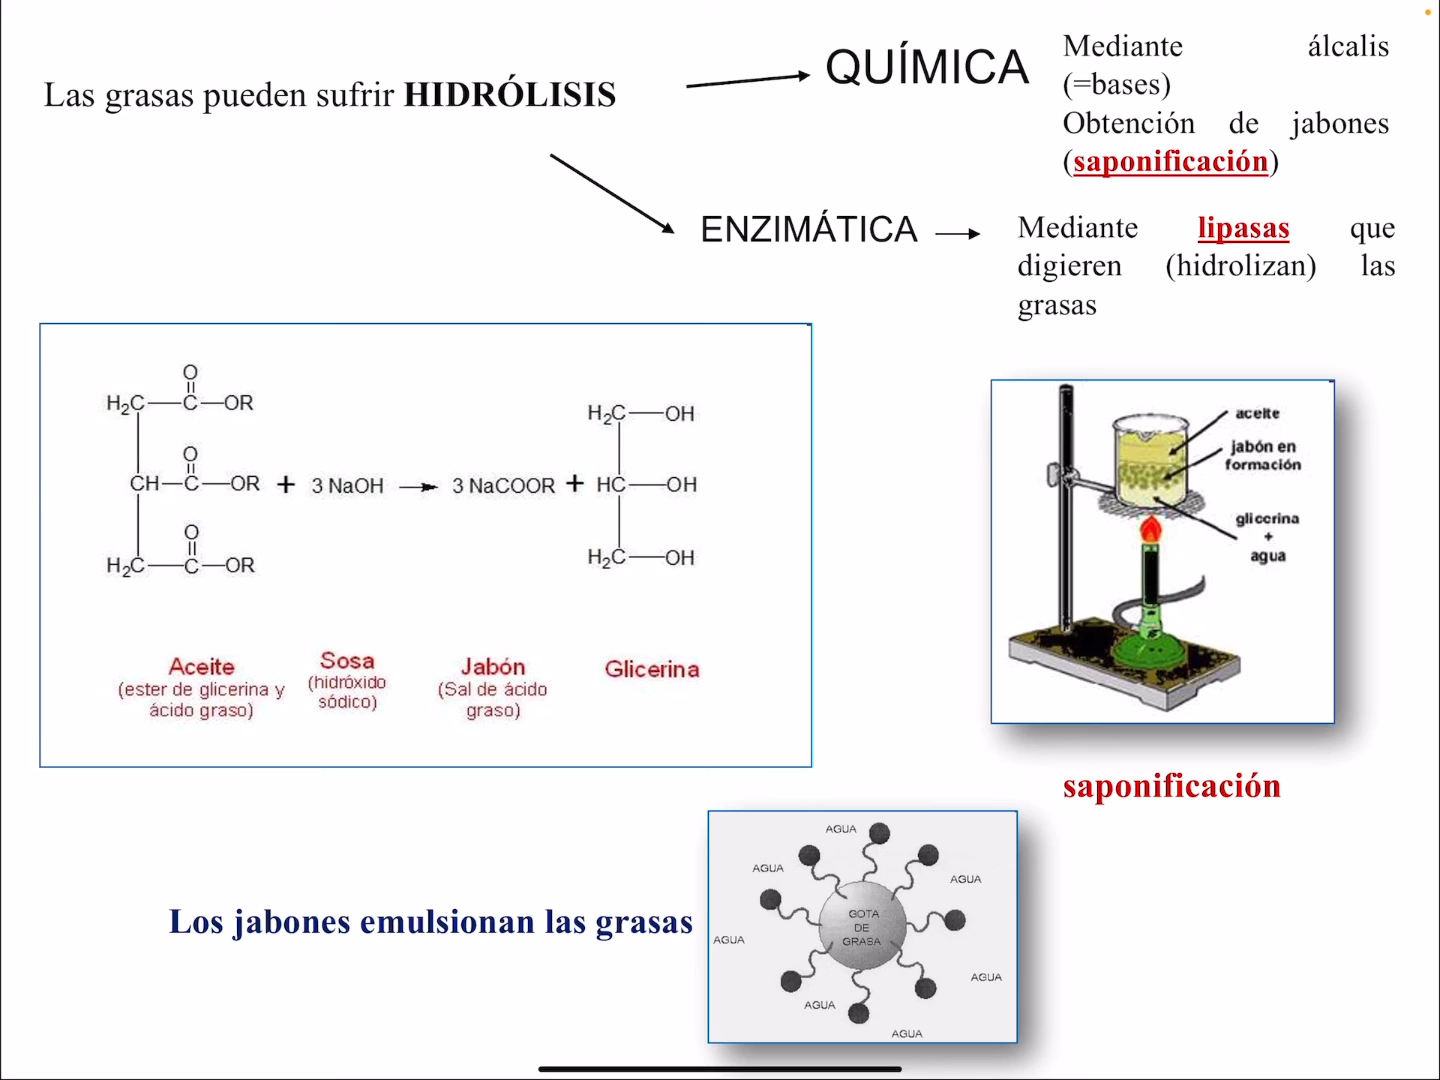 Las grasas pueden sufrir HIDRÓLISIS
QUÍMICA
Mediante álcalis
(=bases)
Obtención de jabones
(saponificación)
ENZIMÁTICA
Mediante lipasas que
digieren (hidrolizan) las
grasas
O
H₂C—C—OR
O
CH—C—OR + 3 NaOH → 3 NaCOOR + HC—OH
O
H₂C—C—OR
H₂C—OH
H₂C—OH
Aceite
(ester de glicerina y
ácido graso)
Sosa
(hidróxido
sódico)
Jabón
(Sal de ácido
graso)
Glicerina
aceite
jabón en
formación
glicerina
+
agua
saponificación
Los jabones emulsionan las grasas
AGUA
AGUA
AGUA
GOTA
DE
GRASA
AGUA
AGUA
AGUA
AGUA